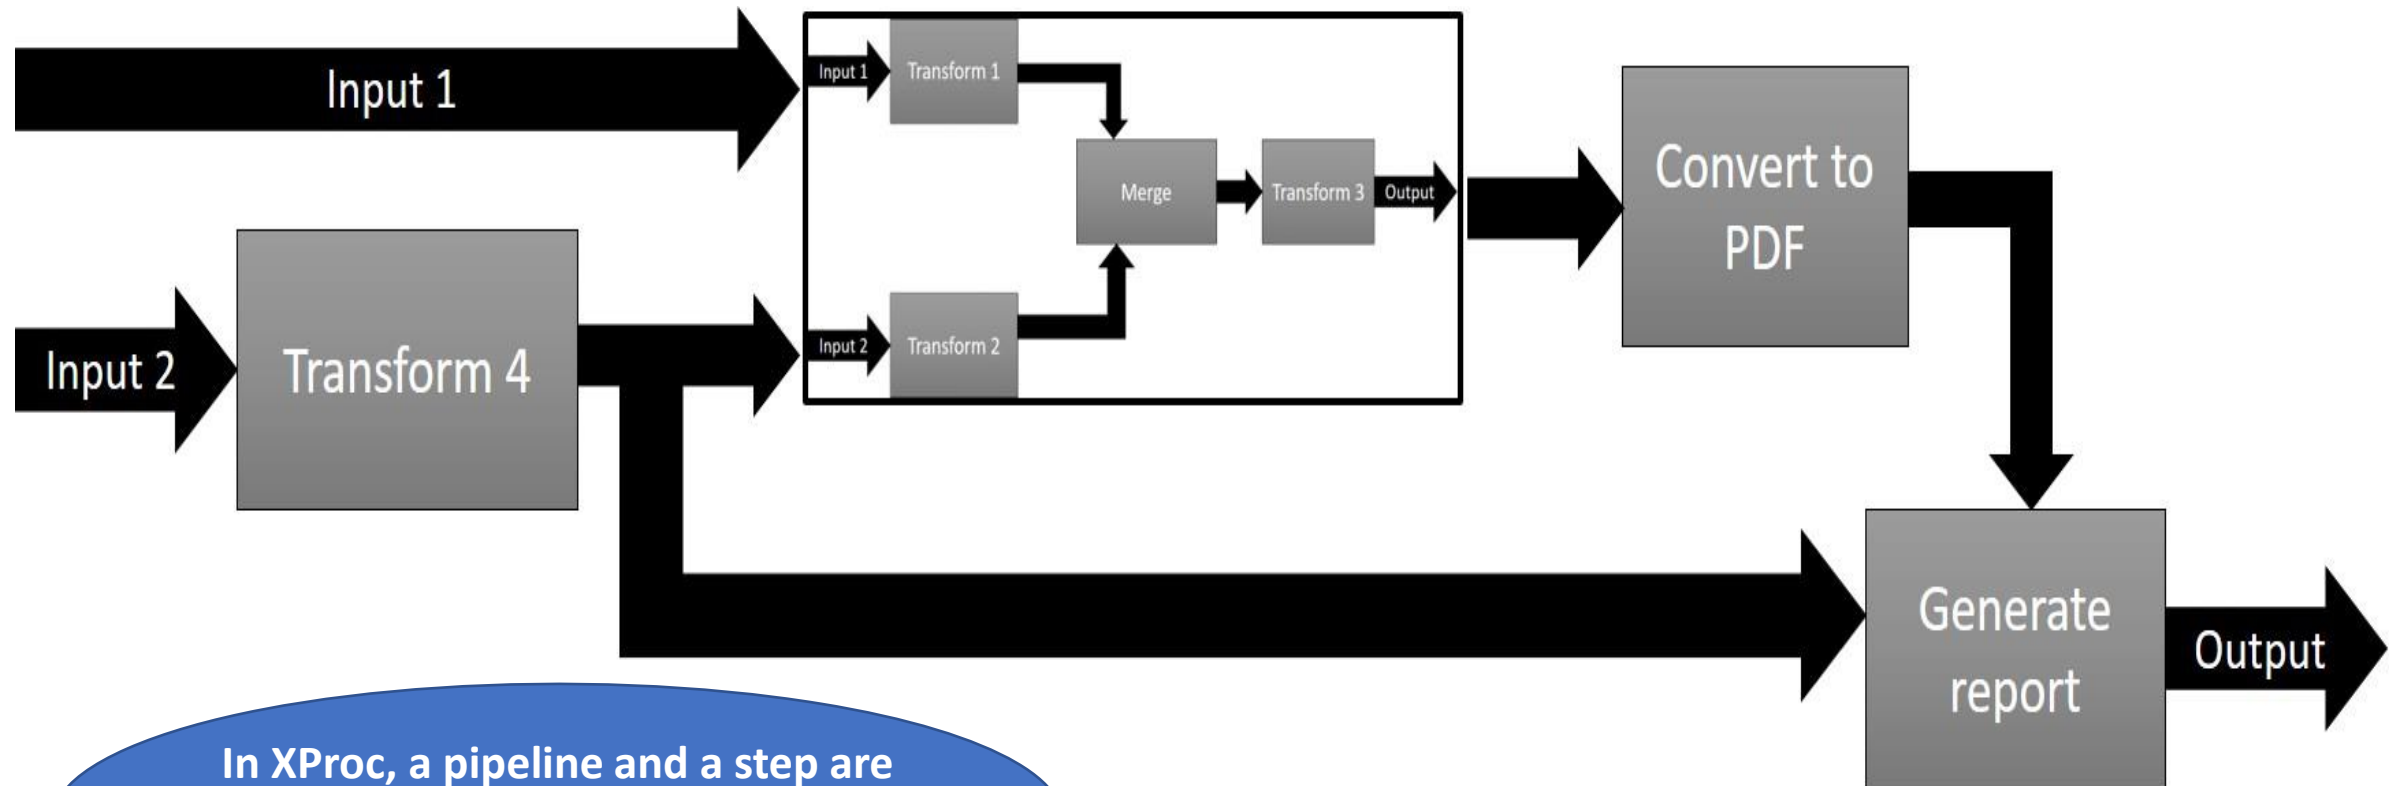 Input 1
Input 1
Transform 1
Merge
Transform 3
Output
Input 2
Transform 2
Convert to
PDF
Input 2
Transform 4
Generate
report
Output
In XProc, a pipeline and a step are